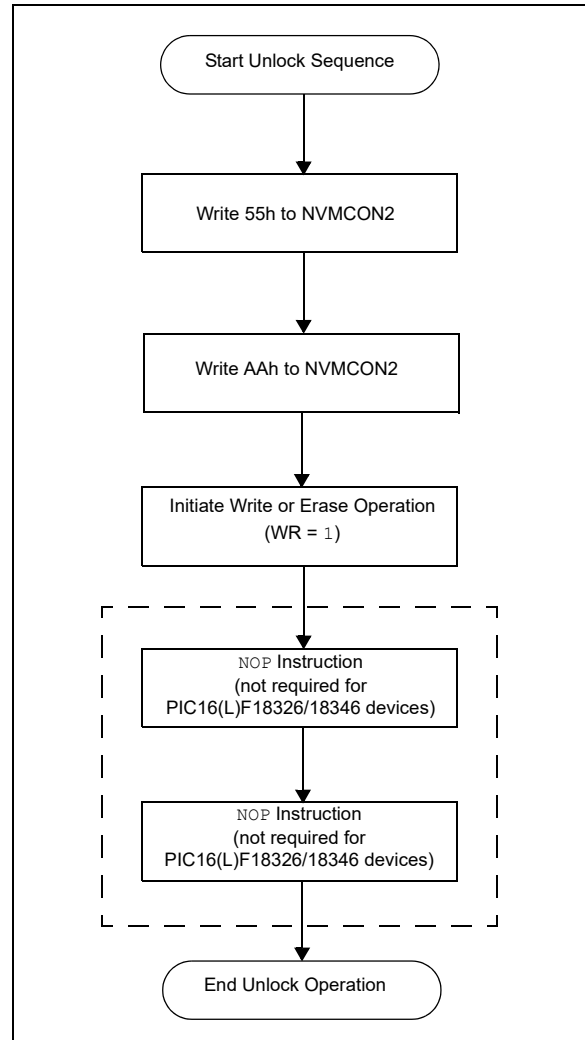 Start Unlock Sequence
Write 55h to NVMCON2
Write AAh to NVMCON2
Initiate Write or Erase Operation
(WR = 1)
NOP Instruction
(not required for
PIC16(L)F18326/18346 devices)
NOP Instruction
(not required for
PIC16(L)F18326/18346 devices)
End Unlock Operation